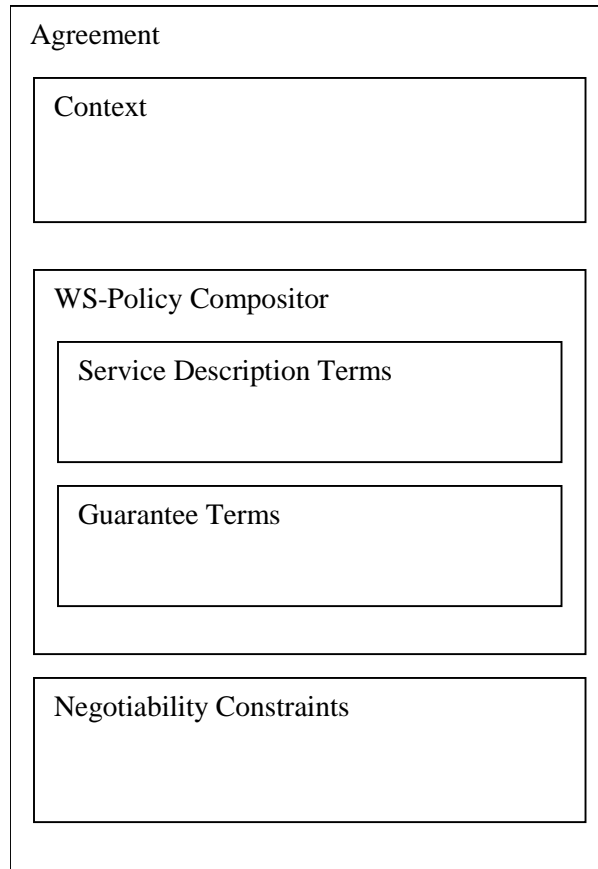 Agreement
Context
WS-Policy Compositor
Service Description Terms
Guarantee Terms
Negotiability Constraints